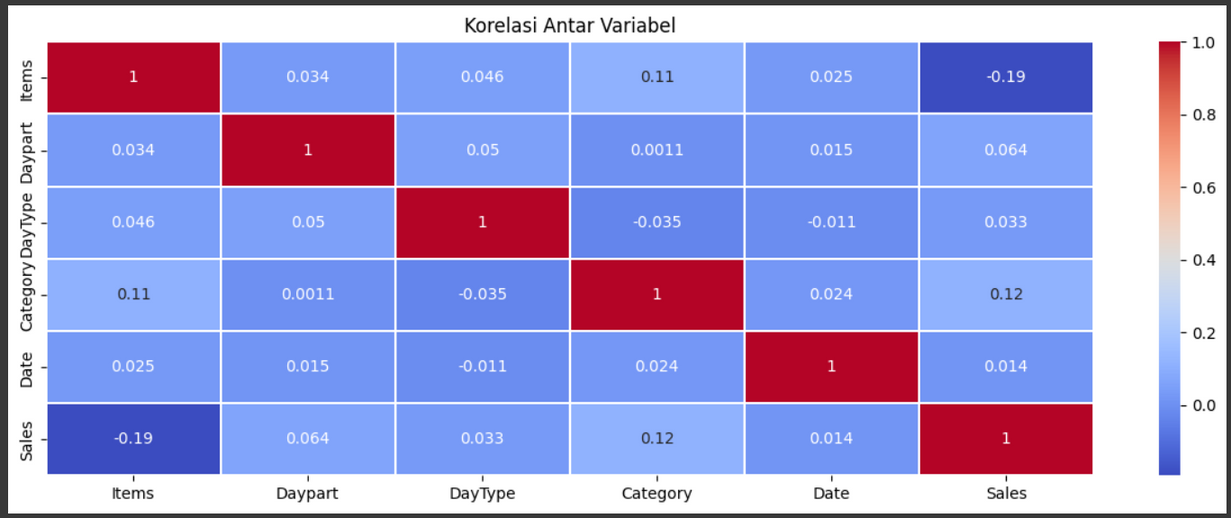 Korelasi Antar Variabel
Items 1 0.034 0.046 0.11 0.025 -0.19
Daypart 0.034 1 0.05 0.0011 0.015 0.064
DayType 0.046 0.05 1 -0.035 -0.011 0.033
Category 0.11 0.0011 -0.035 1 0.024 0.12
Date 0.025 0.015 -0.011 0.024 1 0.014
Sales -0.19 0.064 0.033 0.12 0.014 1
Items Daypart DayType Category Date Sales
1.0
0.8
0.6
0.4
0.2
0.0